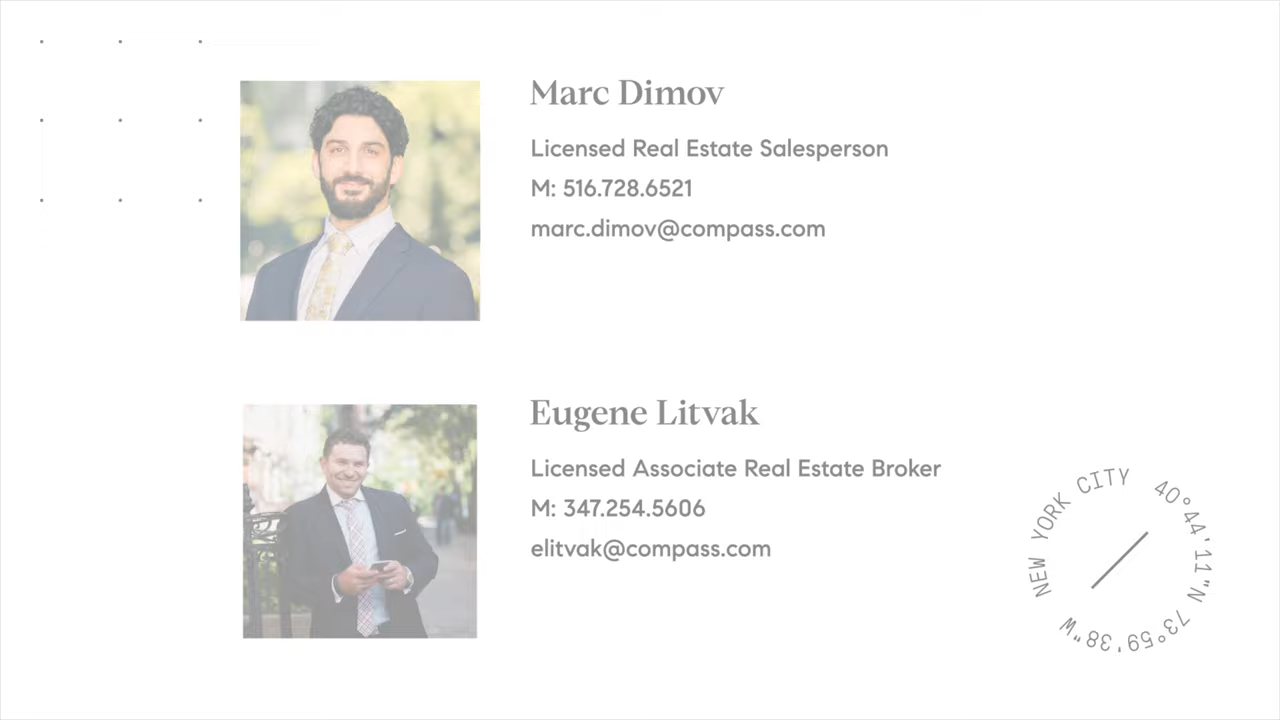 Marc Dimov
Licensed Real Estate Salesperson
M: 516.728.6521
marc.dimov@compass.com
Eugene Litvak
Licensed Associate Real Estate Broker
M: 347.254.5606
elitvak@compass.com
NEW YORK CITY 40°44'11"N 73°59'38"W